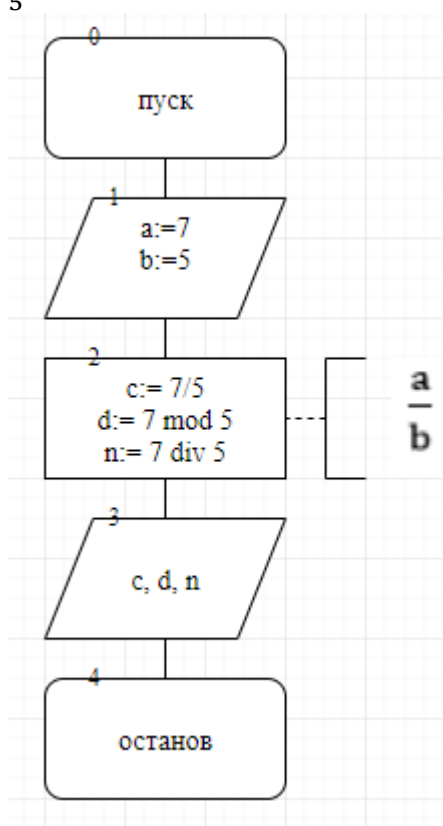 5
0
пуск
1
a:=7
b:=5
2
c:= 7/5
d:= 7 mod 5
n:= 7 div 5
a
b
3
c, d, n
4
останов